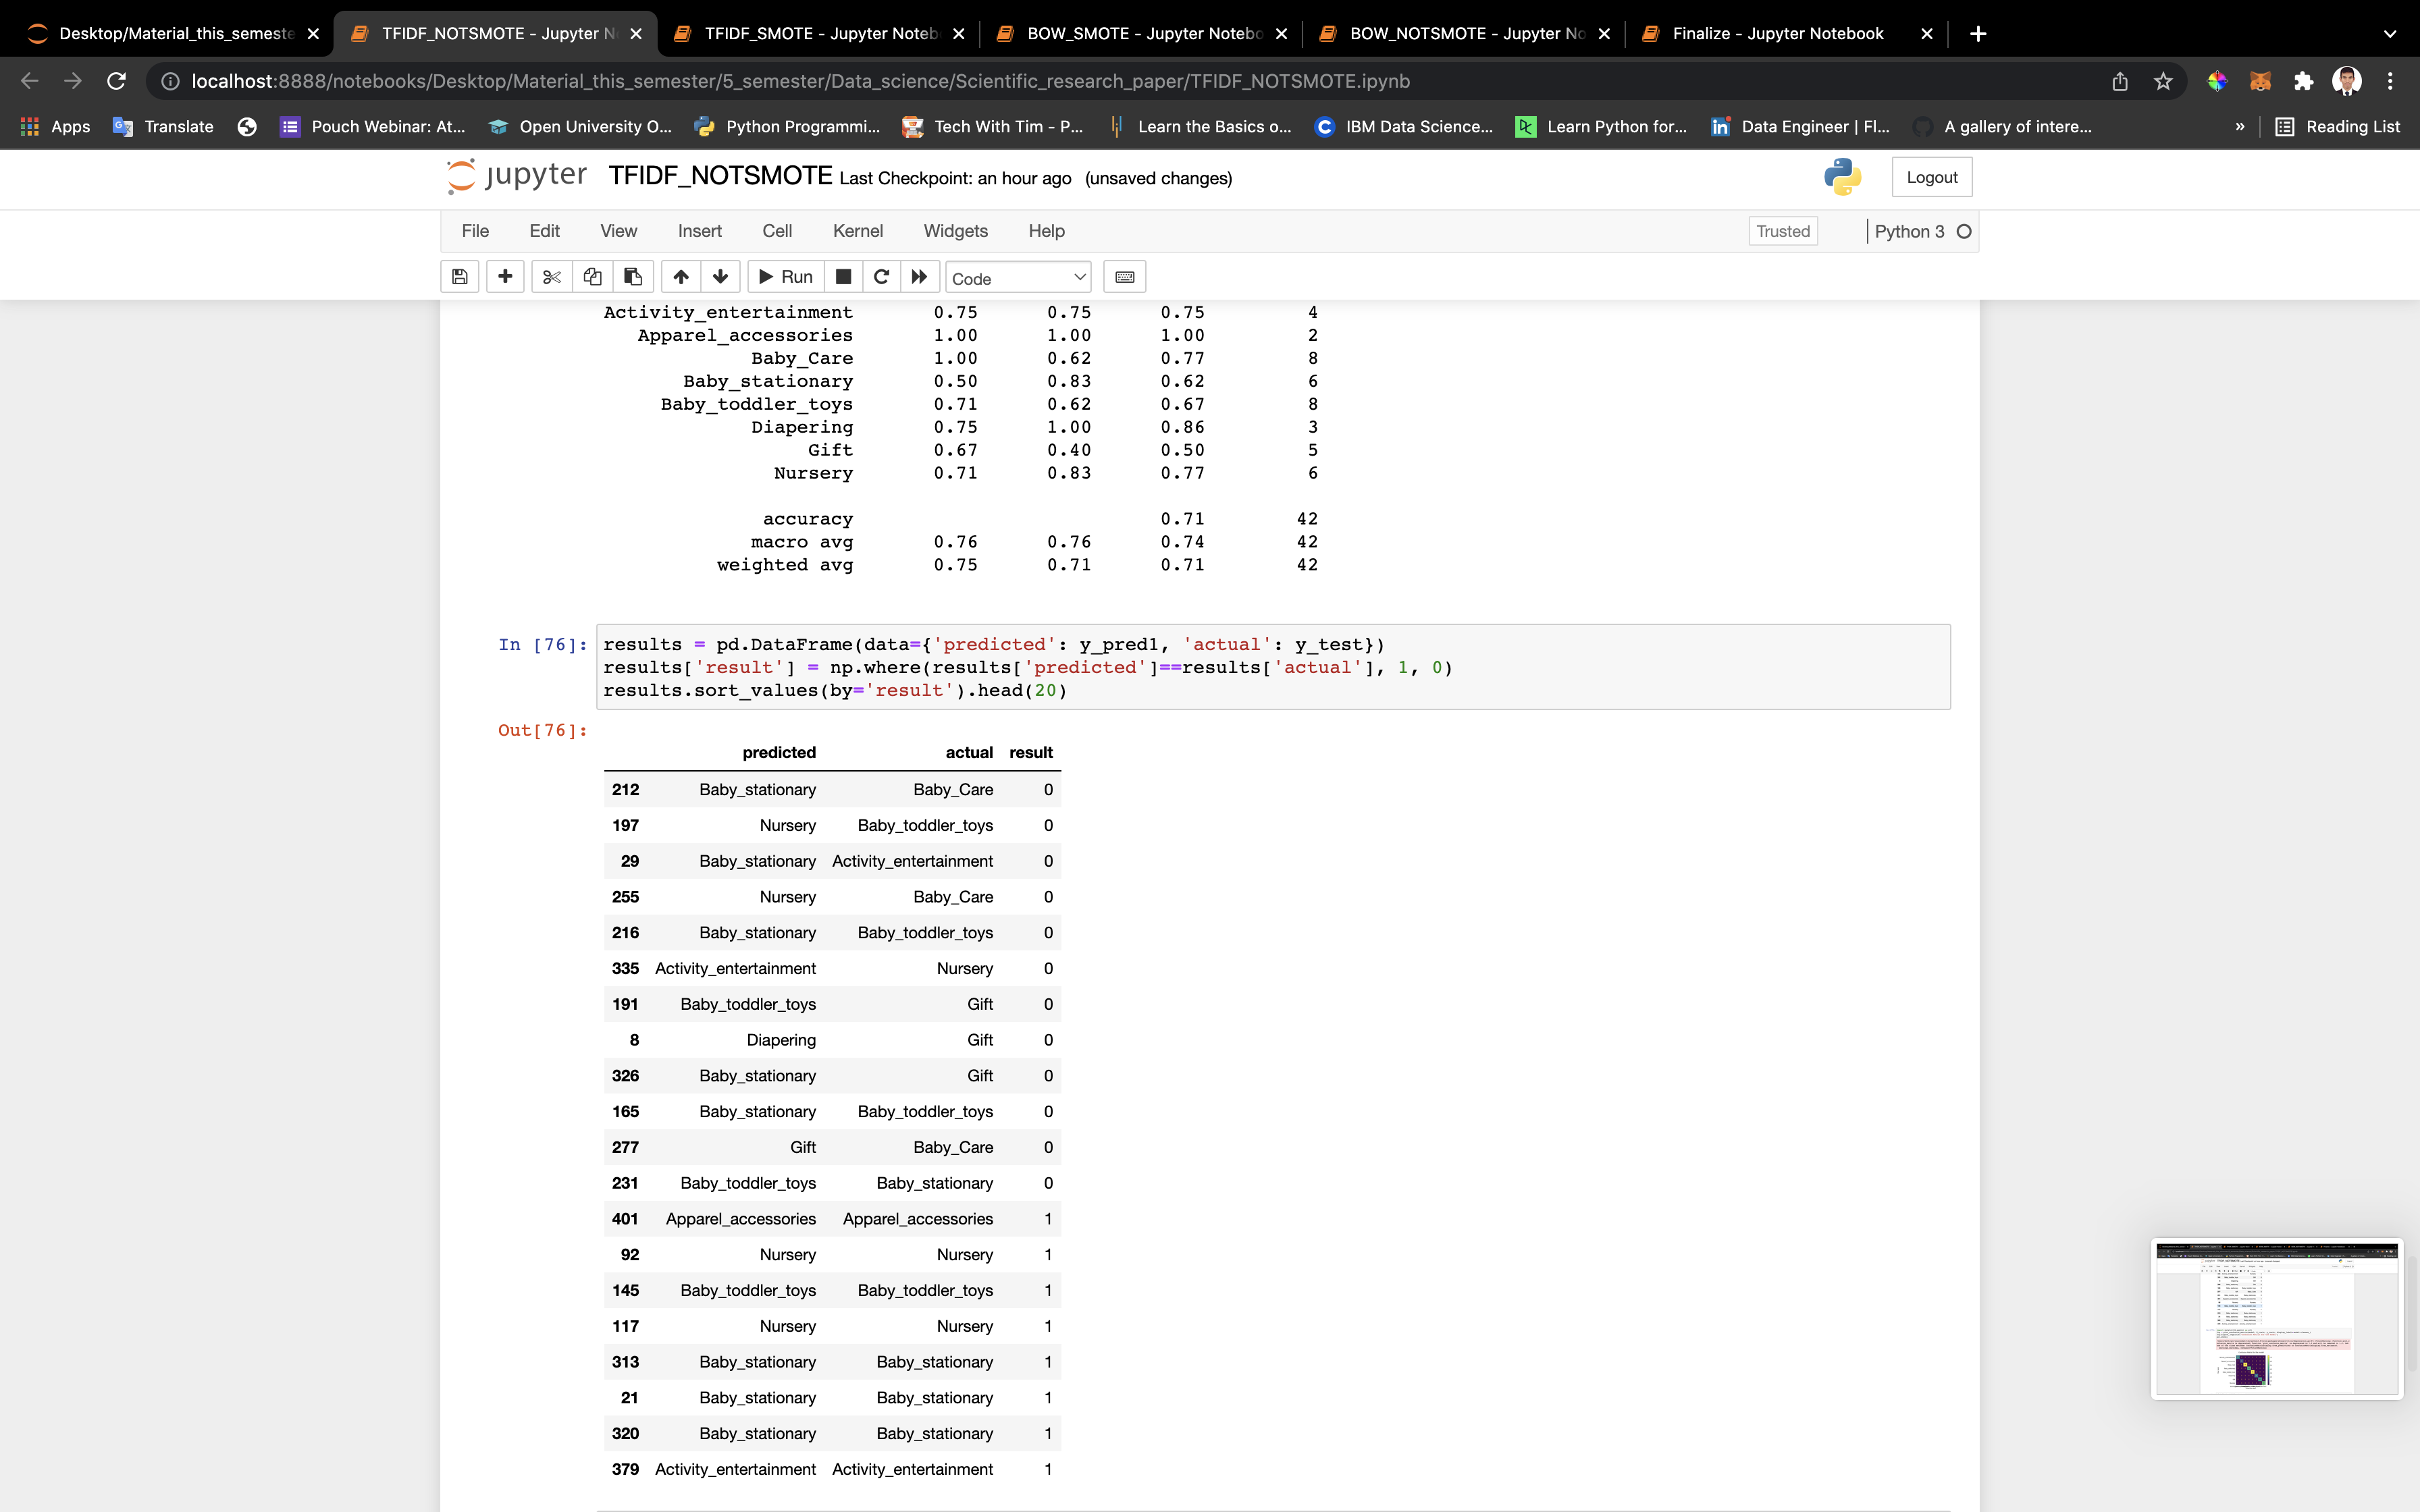 Desktop/Material_this_semeste
TFIDF_NOTSMOTE - Jupyter N
TFIDF_SMOTE - Jupyter Noteb
BOW_SMOTE - Jupyter Notebo
BOW_NOTSMOTE - Jupyter No
Finalize - Jupyter Notebook
localhost:8888/notebooks/Desktop/Material_this_semester/5_semester/Data_science/Scientific_research_paper/TFIDF_NOTSMOTE.ipynb
Apps Translate Pouch Webinar: At... Open University O... Python Programmi... Tech With Tim - P... Learn the Basics o... IBM Data Science... Learn Python for... Data Engineer | Fl... A gallery of intere... » Reading List
jupyter TFIDF_NOTSMOTE Last Checkpoint: an hour ago (unsaved changes) Logout
File Edit View Insert Cell Kernel Widgets Help Trusted Python 3
Run Code
Activity_entertainment 0.75 0.75 0.75 4
Apparel_accessories 1.00 1.00 1.00 2
Baby_Care 1.00 0.62 0.77 8
Baby_stationary 0.50 0.83 0.62 6
Baby_toddler_toys 0.71 0.62 0.67 8
Diapering 0.75 1.00 0.86 3
Gift 0.67 0.40 0.50 5
Nursery 0.71 0.83 0.77 6
accuracy 0.71 42
macro avg 0.76 0.76 0.74 42
weighted avg 0.75 0.71 0.71 42
In [76]: results = pd.DataFrame(data={'predicted': y_pred1, 'actual': y_test})
results['result'] = np.where(results['predicted']==results['actual'], 1, 0)
results.sort_values(by='result').head(20)
Out[76]:
predicted actual result
212 Baby_stationary Baby_Care 0
197 Nursery Baby_toddler_toys 0
29 Baby_stationary Activity_entertainment 0
255 Nursery Baby_Care 0
216 Baby_stationary Baby_toddler_toys 0
335 Activity_entertainment Nursery 0
191 Baby_toddler_toys Gift 0
8 Diapering Gift 0
326 Baby_stationary Gift 0
165 Baby_stationary Baby_toddler_toys 0
277 Gift Baby_Care 0
231 Baby_toddler_toys Baby_stationary 0
401 Apparel_accessories Apparel_accessories 1
92 Nursery Nursery 1
145 Baby_toddler_toys Baby_toddler_toys 1
117 Nursery Nursery 1
313 Baby_stationary Baby_stationary 1
21 Baby_stationary Baby_stationary 1
320 Baby_stationary Baby_stationary 1
379 Activity_entertainment Activity_entertainment 1